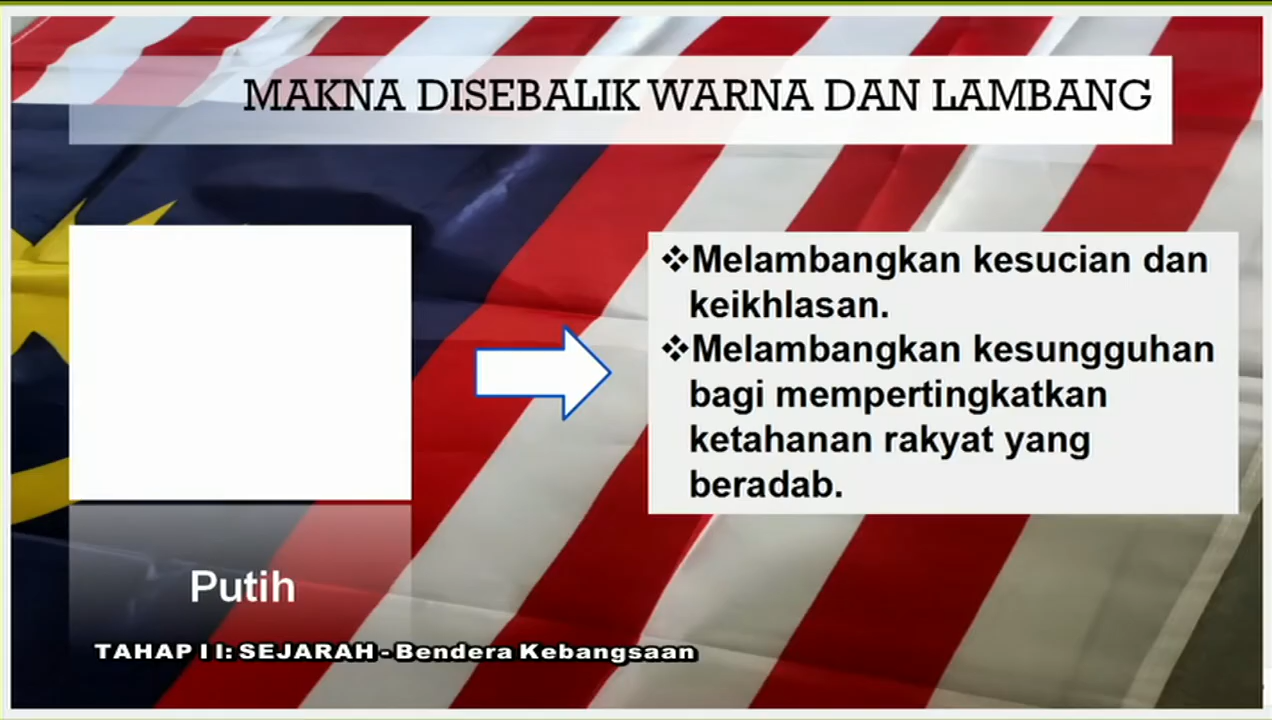 MAKNA DISEBALIK WARNA DAN LAMBANG
❖Melambangkan kesucian dan
keikhlasan.
❖Melambangkan kesungguhan
bagi mempertingkatkan
ketahanan rakyat yang
beradab.
Putih
TAHAP II: SEJARAH - Bendera Kebangsaan